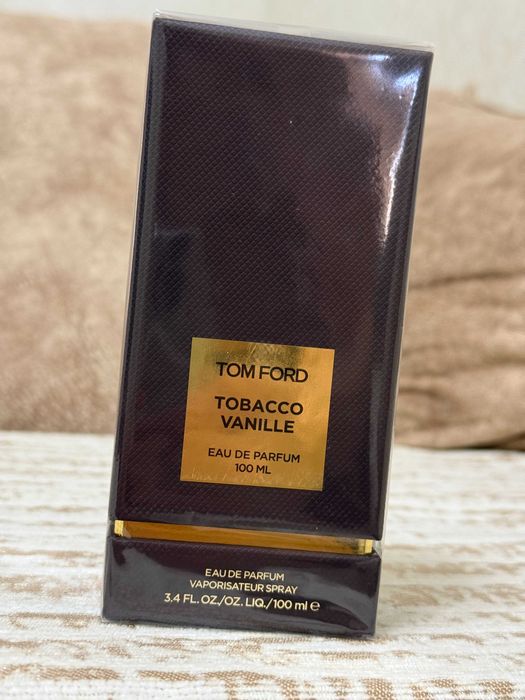 TOM FORD
TOBACCO
VANILLE
EAU DE PARFUM
100 ML
EAU DE PARFUM
VAPORISATEUR SPRAY
3.4 FL. OZ./OZ. LIQ./100 ml ℮